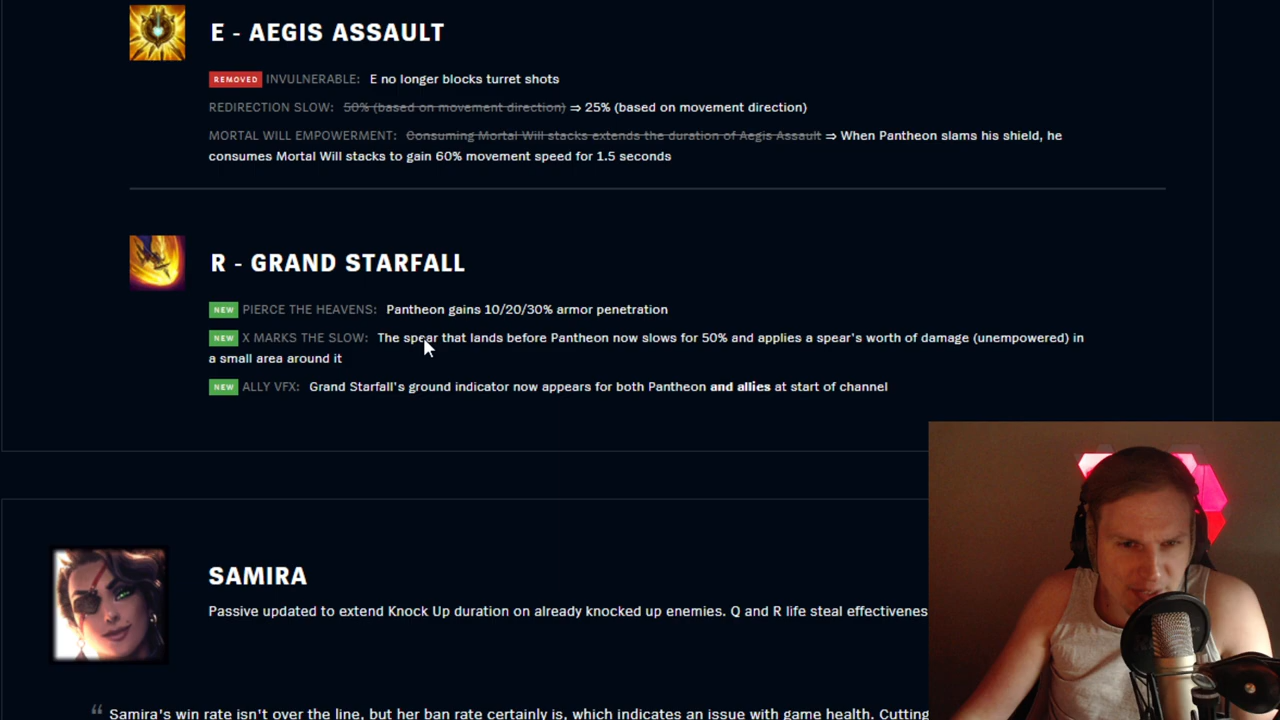 E - AEGIS ASSAULT
REMOVED INVULNERABLE: E no longer blocks turret shots
REDIRECTION SLOW: 50% (based on movement direction) ⇒ 25% (based on movement direction)
MORTAL WILL EMPOWERMENT: Consuming Mortal Will stacks extends the duration of Aegis Assault ⇒ When Pantheon slams his shield, he
consumes Mortal Will stacks to gain 60% movement speed for 1.5 seconds
R - GRAND STARFALL
NEW PIERCE THE HEAVENS: Pantheon gains 10/20/30% armor penetration
NEW X MARKS THE SLOW: The spear that lands before Pantheon now slows for 50% and applies a spear's worth of damage (unempowered) in
a small area around it
NEW ALLY VFX: Grand Starfall's ground indicator now appears for both Pantheon and allies at start of channel
SAMIRA
Passive updated to extend Knock Up duration on already knocked up enemies. Q and R life steal effectivenes
“ Samira's win rate isn't over the line, but her ban rate certainly is, which indicates an issue with game health. Cutting